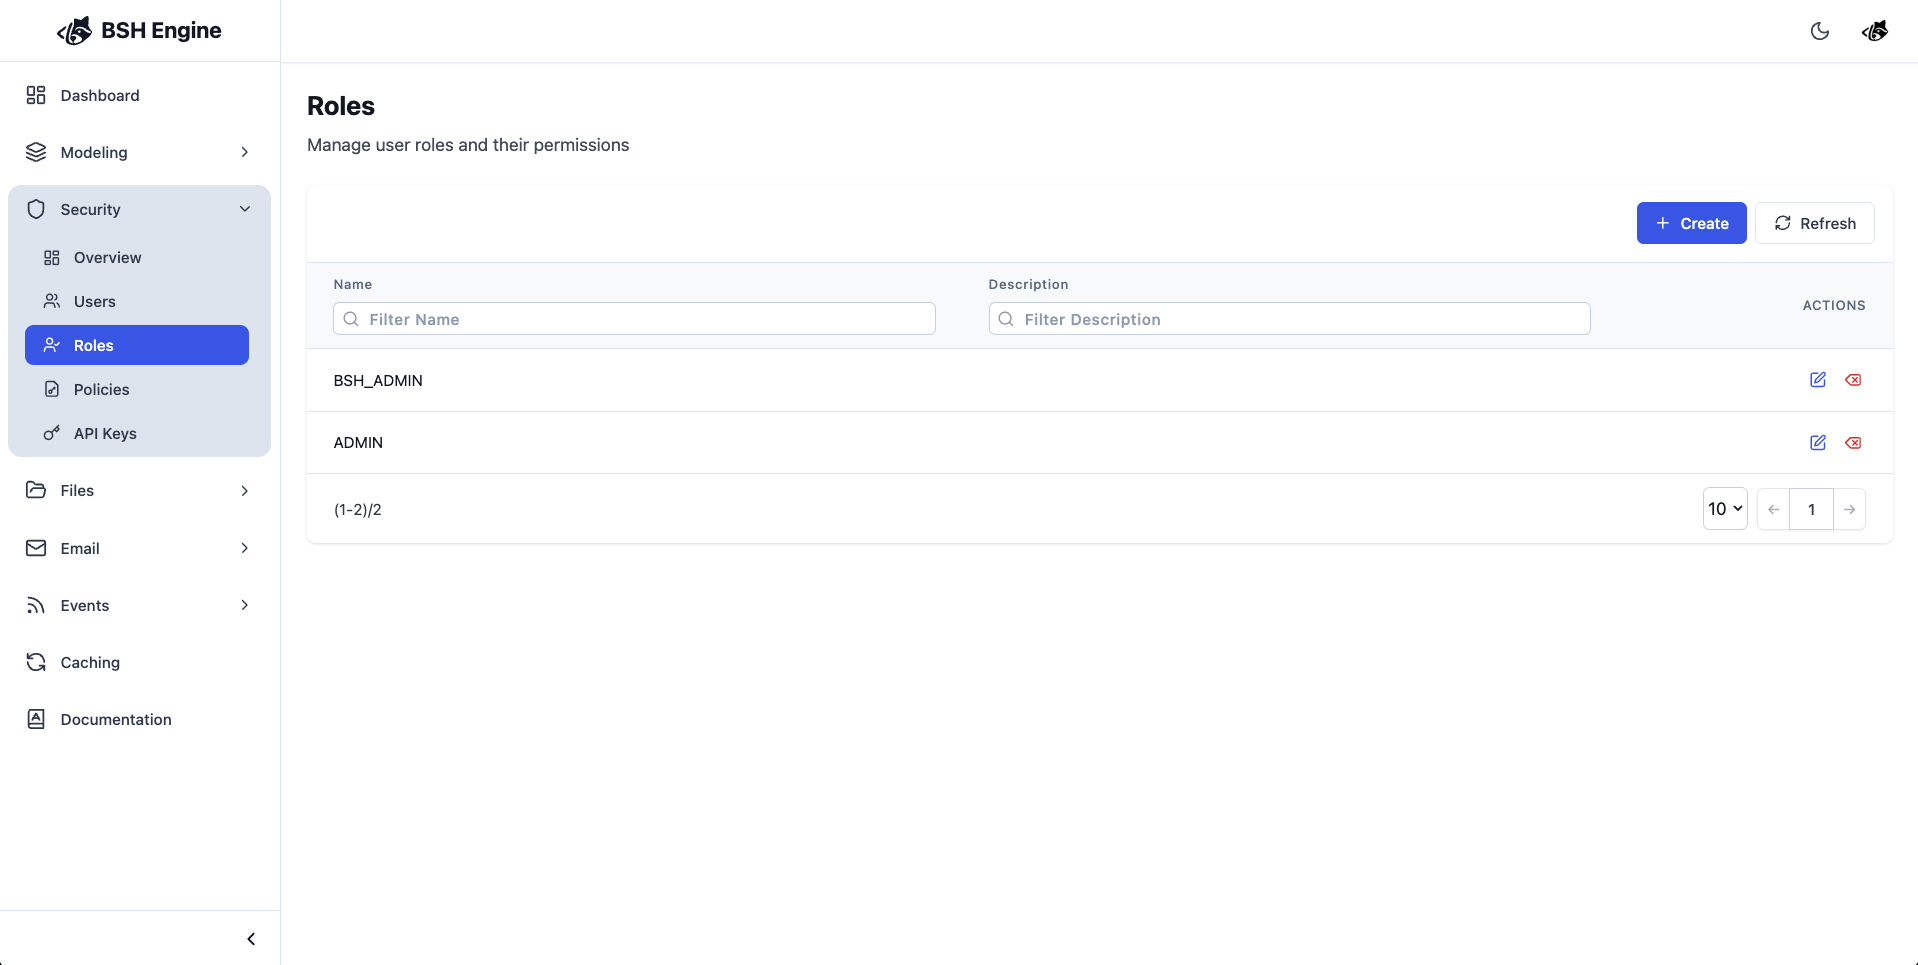 BSH Engine
Dashboard
Modeling
Security
Overview
Users
Roles
Policies
API Keys
Files
Email
Events
Caching
Documentation
Roles
Manage user roles and their permissions
Create
Refresh
Name
Description
ACTIONS
Filter Name
Filter Description
BSH_ADMIN
ADMIN
(1-2)/2
10
1